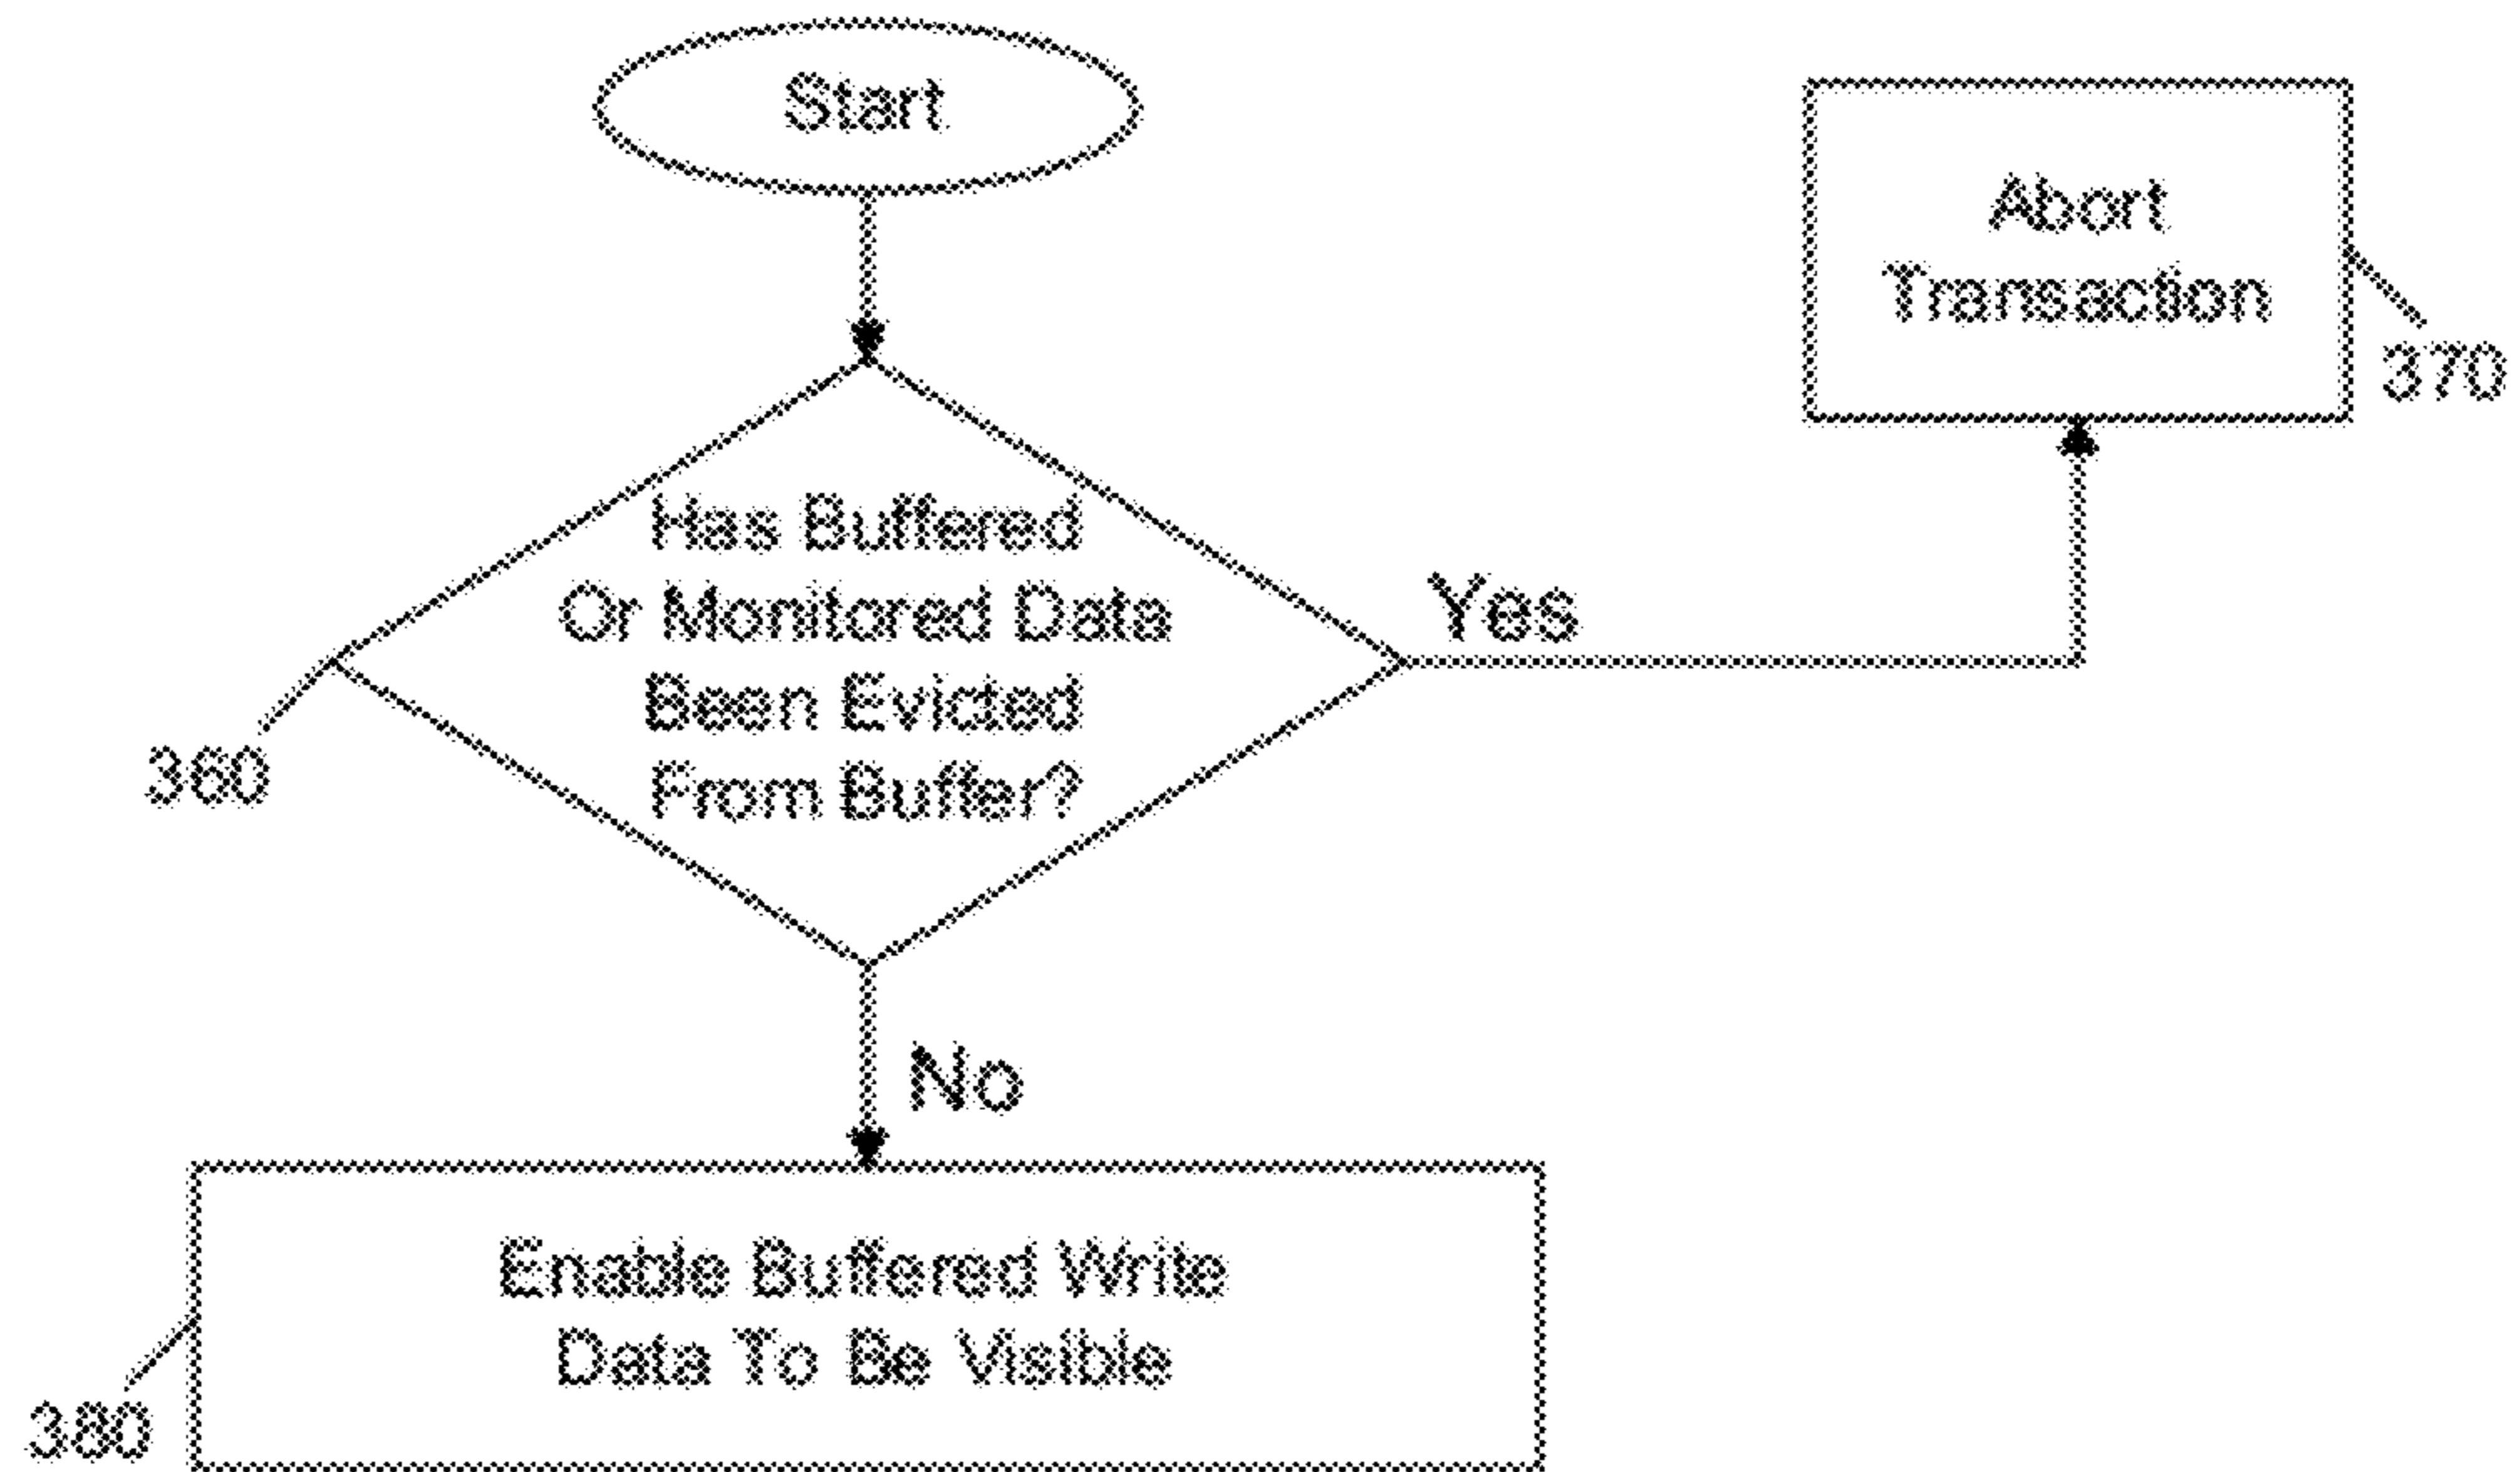 Start
Abort
Transaction
370
Has Buffered
Or Monitored Data
Been Evicted
From Buffer?
Yes
360
No
Enable Buffered Write
Data To Be Visible
380